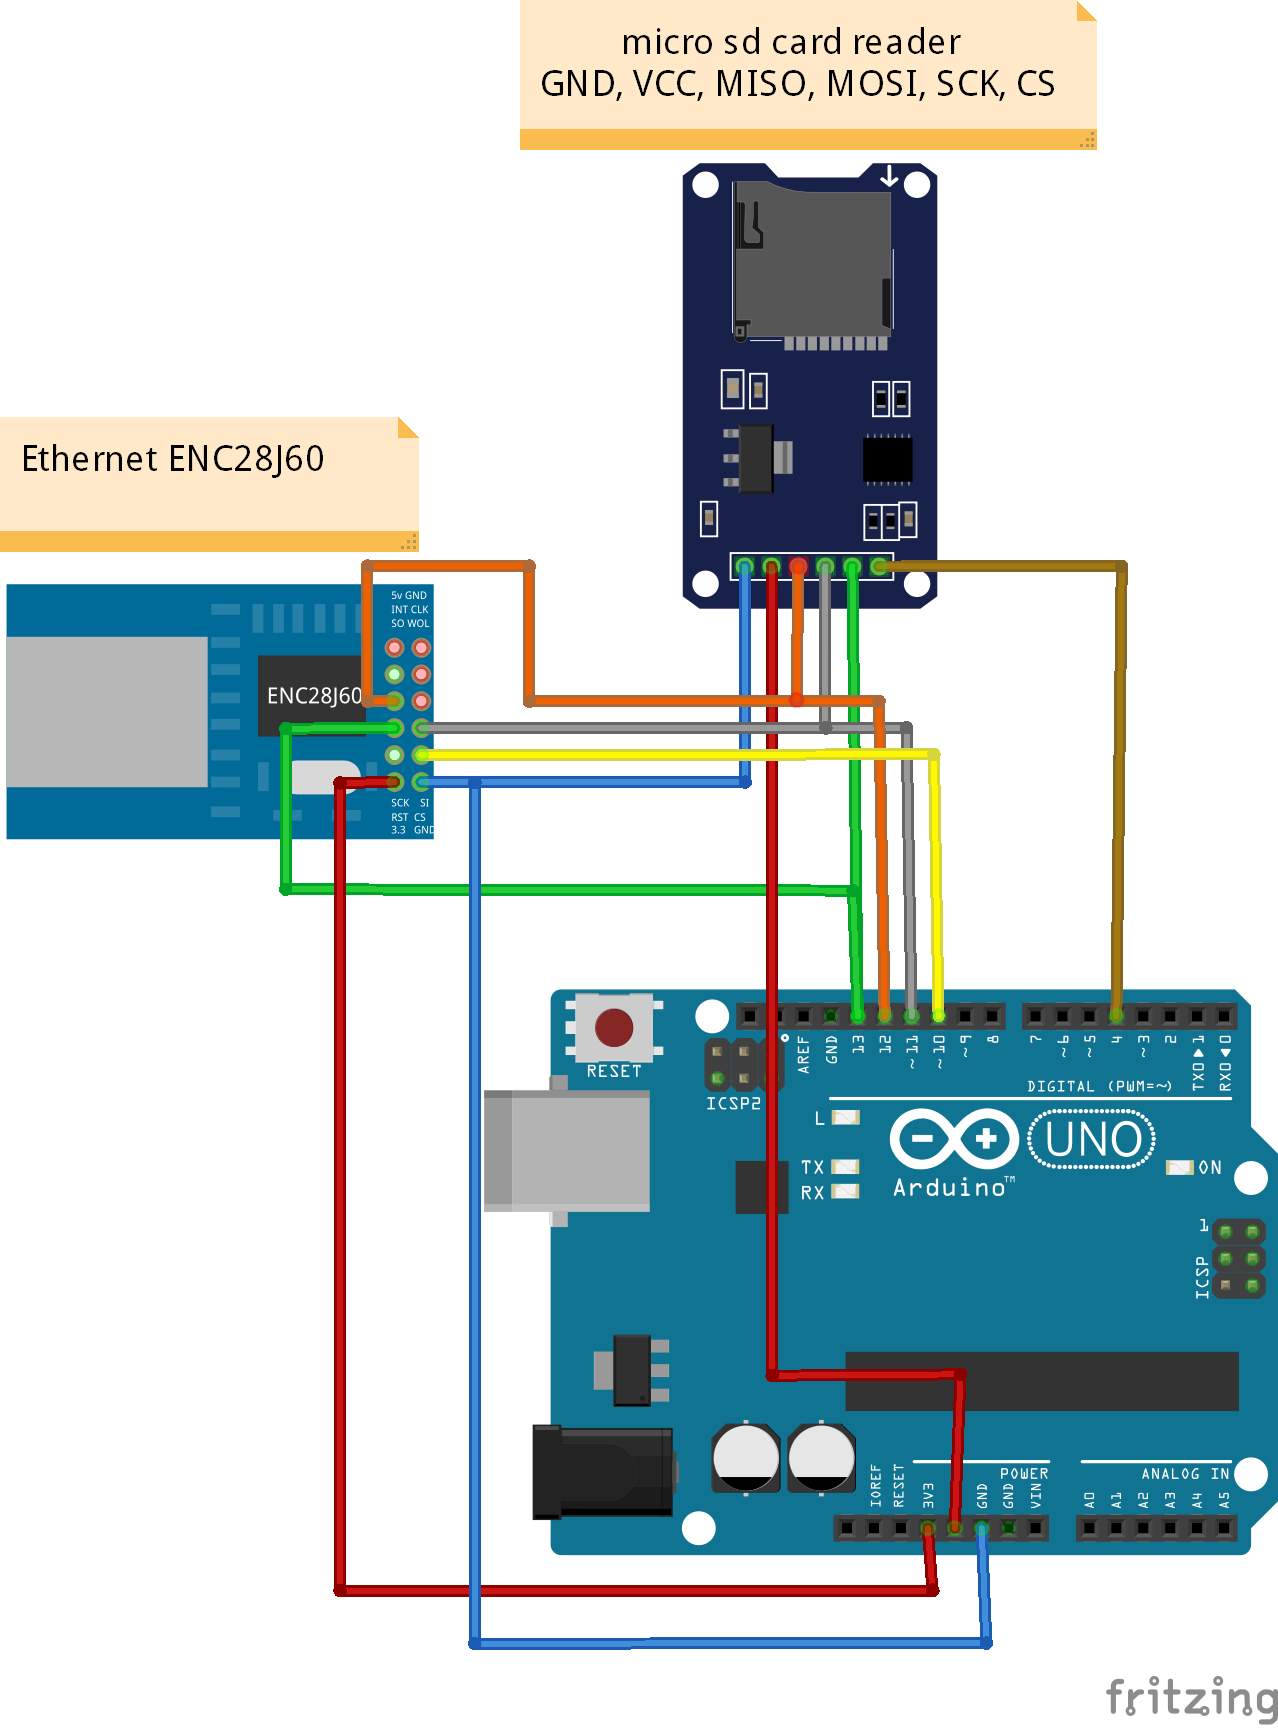 micro sd card reader
GND, VCC, MISO, MOSI, SCK, CS
Ethernet ENC28J60
5v GND
INT CLK
SO WOL
ENC28J60
SCK SI
RST CS
3.3 GND
RESET
ICSP2
AREF
GND
13
12
~11
~10
~9
8
7
~6
~5
4
~3
2
TX0▶1
RX0◀0
DIGITAL (PWM=~)
L
TX
RX
UNO
Arduino™
ON
1
ICSP
IOREF
RESET
3V3
GND
GND
VIN
POWER
A0
A1
A2
A3
A4
A5
ANALOG IN
fritzing